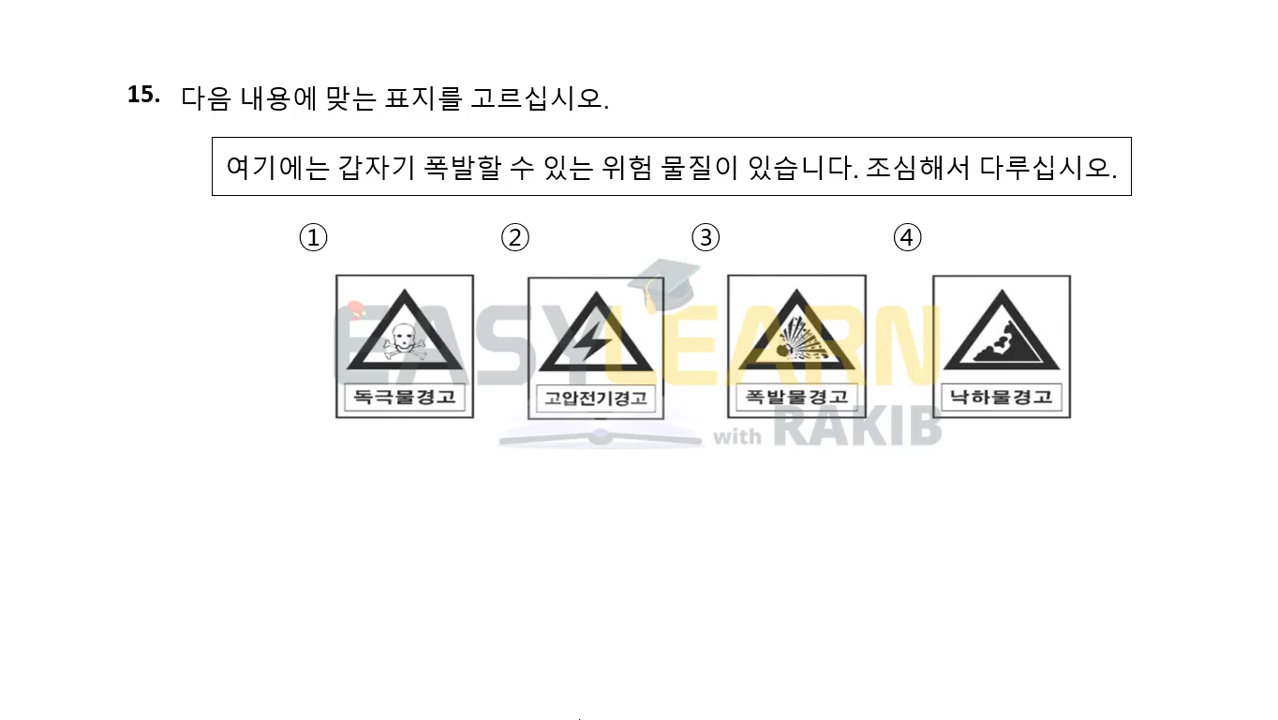 15. 다음 내용에 맞는 표지를 고르십시오.
여기에는 갑자기 폭발할 수 있는 위험 물질이 있습니다. 조심해서 다루십시오.
① ② ③ ④
EASYLEARN
독극물경고 고압전기경고 폭발물경고 낙하물경고
with RAKIB